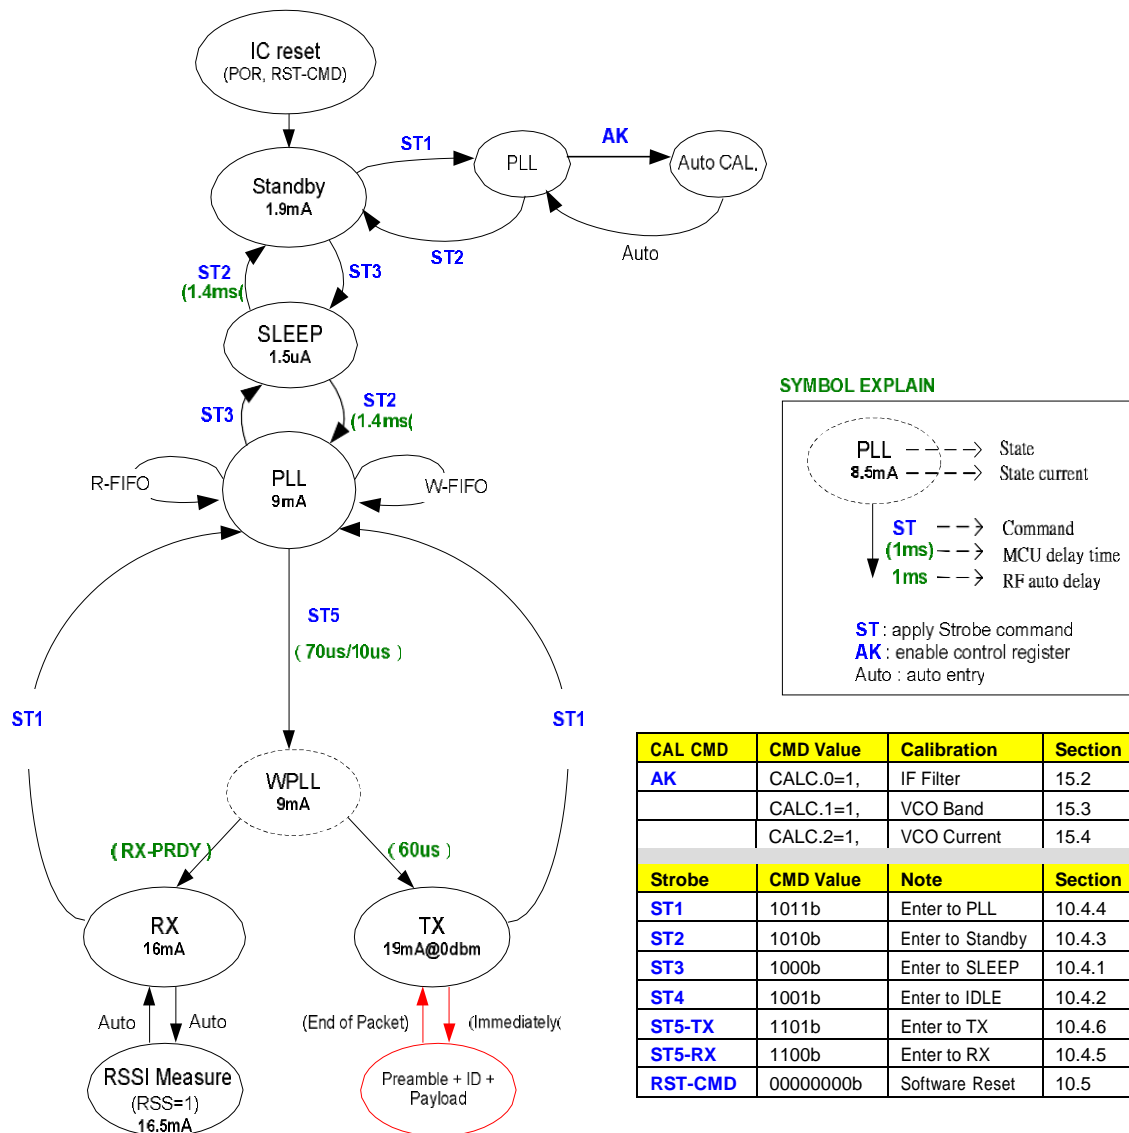 IC reset
(POR, RST-CMD)
ST1
AK
PLL
Auto CAL.
Standby
1.9mA
ST2
Auto
ST2
(1.4ms(
ST3
SLEEP
1.5uA
ST3
ST2
(1.4ms(
R-FIFO
PLL
9mA
W-FIFO
ST5
( 70us/10us )
ST1
ST1
WPLL
9mA
( RX-PRDY )
( 60us )
RX
16mA
TX
19mA@0dbm
Auto
Auto
(End of Packet)
(Immediately(
RSSI Measure
(RSS=1)
16.5mA
Preamble + ID +
Payload
SYMBOL EXPLAIN
PLL
8.5mA
State
State current
ST
Command
(1ms)
MCU delay time
1ms
RF auto delay
ST : apply Strobe command
AK : enable control register
Auto : auto entry
CAL CMD CMD Value Calibration Section
AK CALC.0=1, IF Filter 15.2
CALC.1=1, VCO Band 15.3
CALC.2=1, VCO Current 15.4
Strobe CMD Value Note Section
ST1 1011b Enter to PLL 10.4.4
ST2 1010b Enter to Standby 10.4.3
ST3 1000b Enter to SLEEP 10.4.1
ST4 1001b Enter to IDLE 10.4.2
ST5-TX 1101b Enter to TX 10.4.6
ST5-RX 1100b Enter to RX 10.4.5
RST-CMD 00000000b Software Reset 10.5